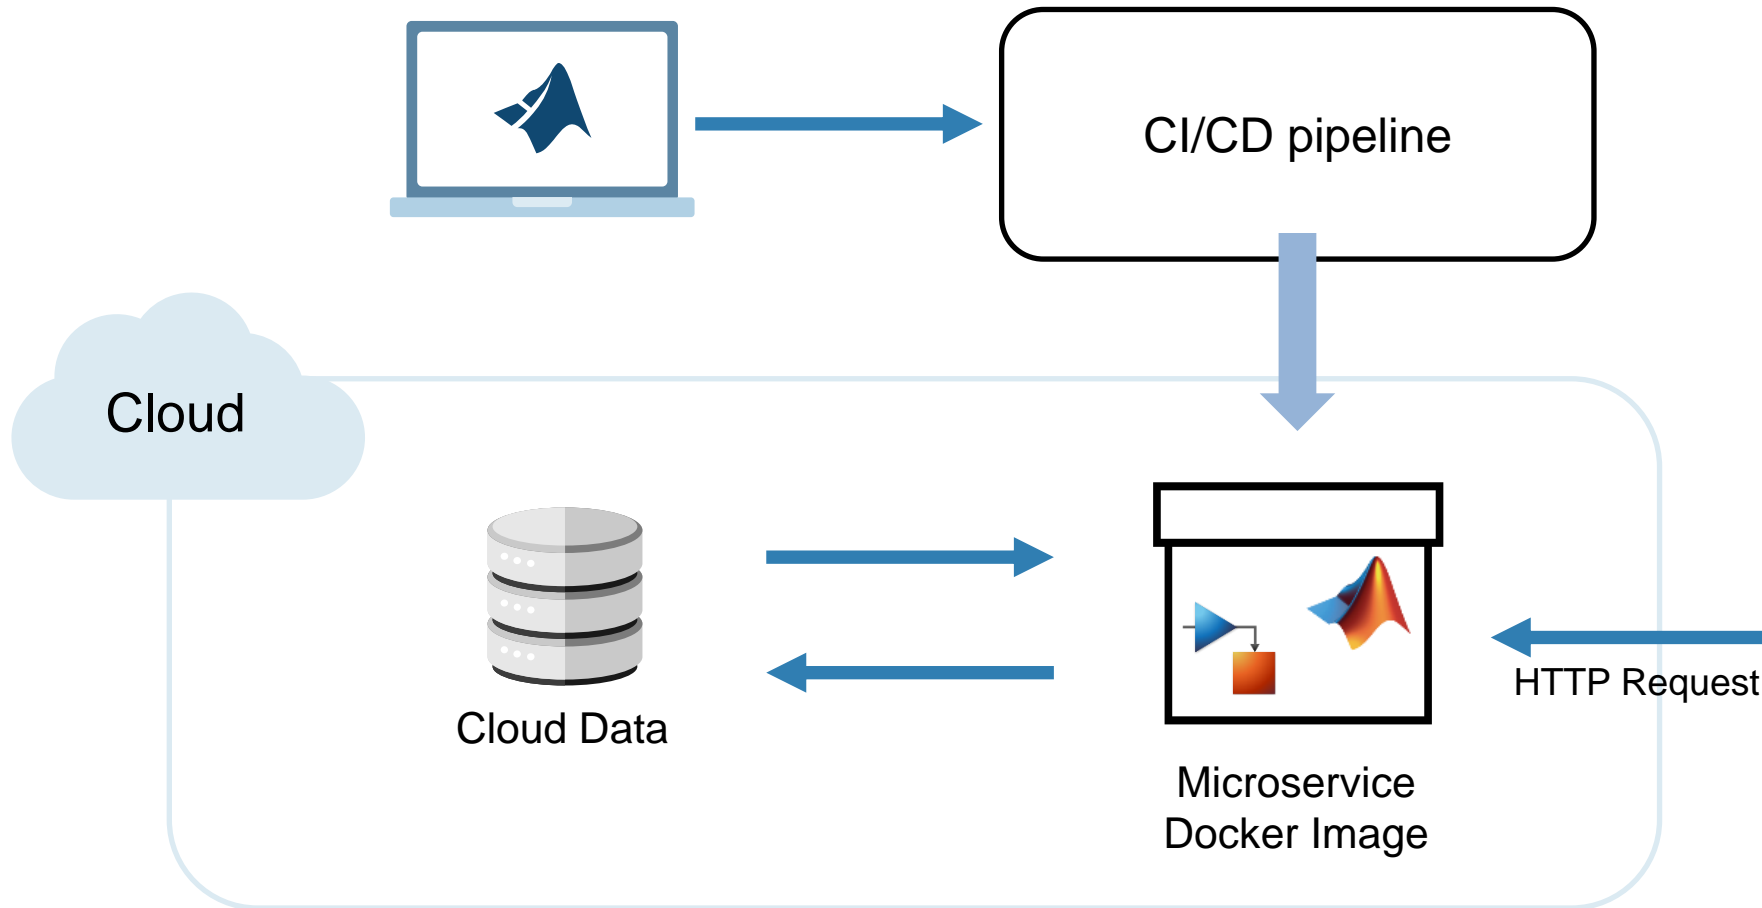 CI/CD pipeline
Cloud
Cloud Data
HTTP Request
Microservice
Docker Image